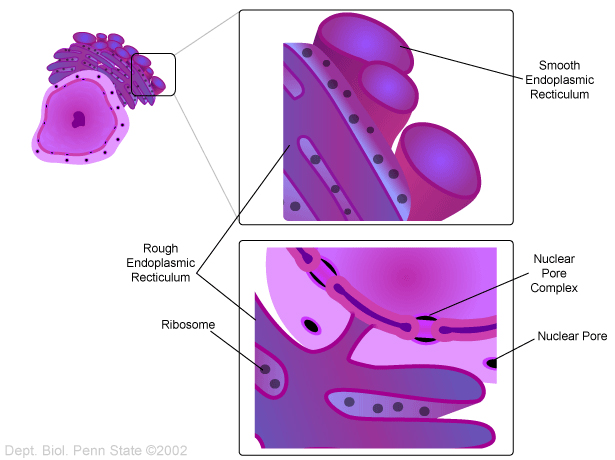 Smooth
Endoplasmic
Recticulum
Rough
Endoplasmic
Recticulum
Nuclear
Pore
Complex
Ribosome
Nuclear Pore
Dept. Biol. Penn State ©2002